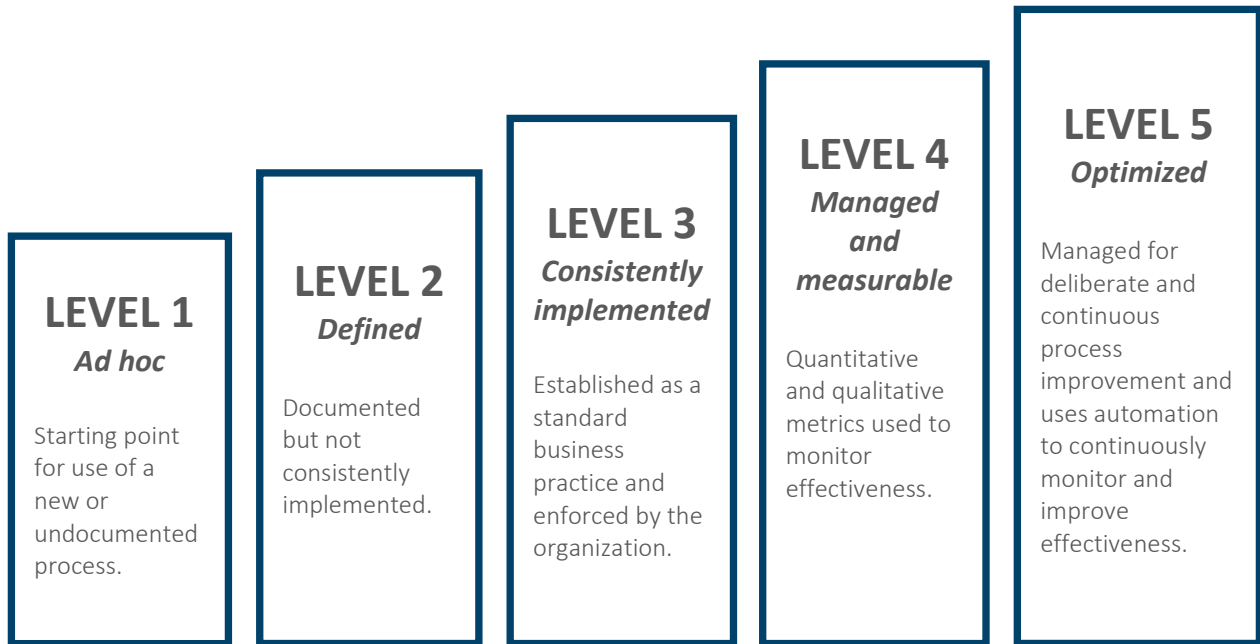 LEVEL 1
Ad hoc
Starting point
for use of a
new or
undocumented
process.
LEVEL 2
Defined
Documented
but not
consistently
implemented.
LEVEL 3
Consistently
implemented
Established as a
standard
business
practice and
enforced by the
organization.
LEVEL 4
Managed
and
measurable
Quantitative
and qualitative
metrics used to
monitor
effectiveness.
LEVEL 5
Optimized
Managed for
deliberate and
continuous
process
improvement and
uses automation
to continuously
monitor and
improve
effectiveness.